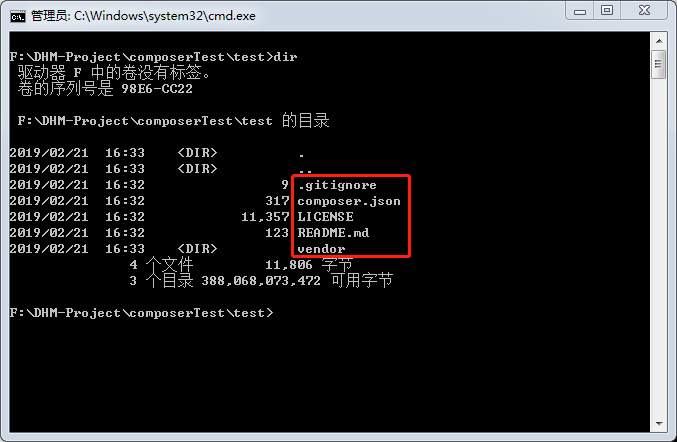 管理员: C:\Windows\system32\cmd.exe
F:\DHM-Project\composerTest\test>dir
驱动器 F 中的卷没有标签。
卷的序列号是 98E6-CC22
F:\DHM-Project\composerTest\test 的目录
2019/02/21  16:33    <DIR>          .
2019/02/21  16:33    <DIR>          ..
2019/02/21  16:32                 9 .gitignore
2019/02/21  16:32               317 composer.json
2019/02/21  16:32            11,357 LICENSE
2019/02/21  16:32               123 README.md
2019/02/21  16:33    <DIR>          vendor
4 个文件         11,806 字节
3 个目录 388,068,073,472 可用字节
F:\DHM-Project\composerTest\test>